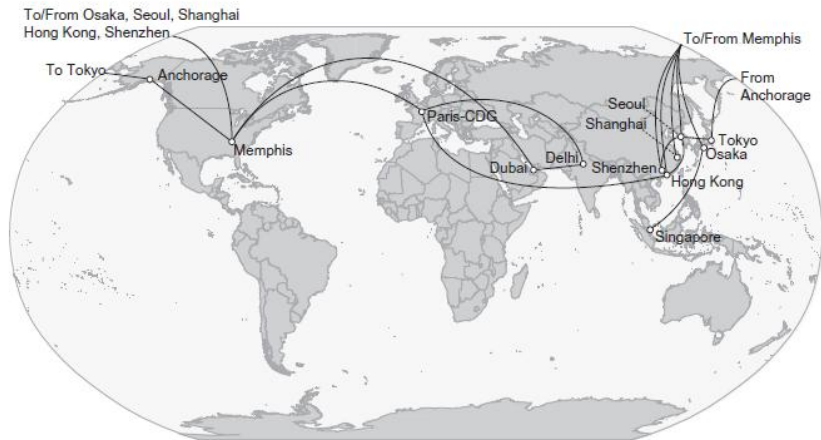 To/From Osaka, Seoul, Shanghai
Hong Kong, Shenzhen
To/From Memphis
To Tokyo
Anchorage
From
Anchorage
Seoul
Paris-CDG
Shanghai
Memphis
Tokyo
Osaka
Dubai
Delhi
Shenzhen
Hong Kong
Singapore